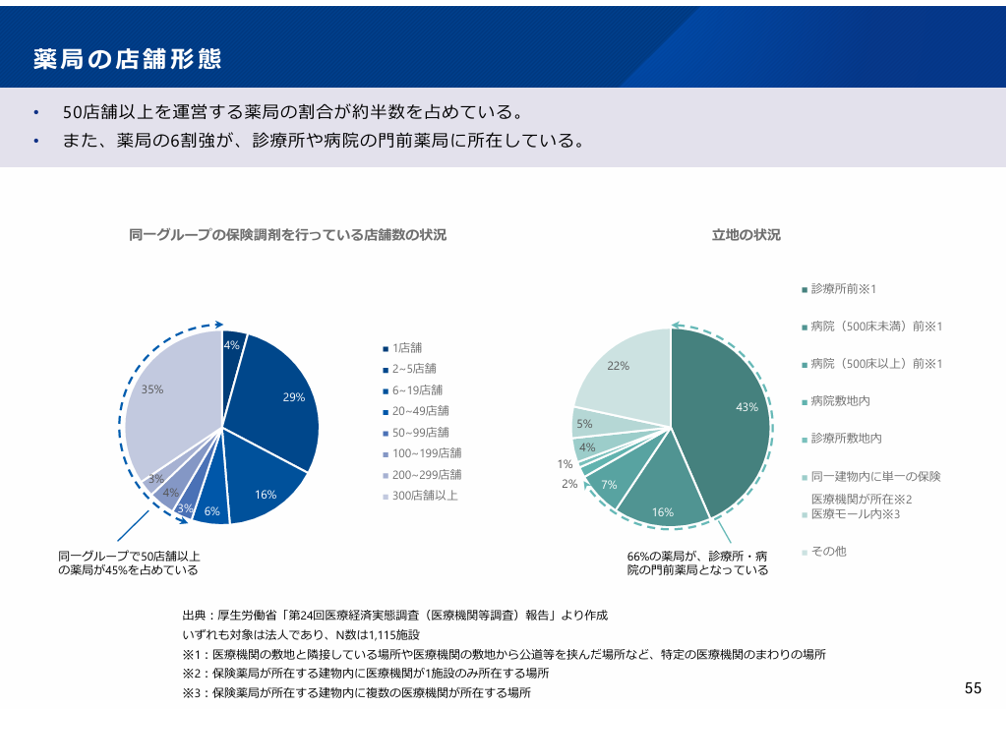 薬局の店舗形態
• 50店舗以上を運営する薬局の割合が約半数を占めている。
• また、薬局の6割強が、診療所や病院の門前薬局に所在している。
同一グループの保険調剤を行っている店舗数の状況
4%
29%
16%
6%
3%
4%
3%
35%
1店舗
2~5店舗
6~19店舗
20~49店舗
50~99店舗
100~199店舗
200~299店舗
300店舗以上
同一グループで50店舗以上
の薬局が45%を占めている
立地の状況
43%
16%
7%
2%
1%
4%
5%
22%
診療所前※1
病院（500床未満）前※1
病院（500床以上）前※1
病院敷地内
診療所敷地内
同一建物内に単一の保険
医療機関が所在※2
医療モール内※3
その他
66%の薬局が、診療所・病
院の門前薬局となっている
出典：厚生労働省「第24回医療経済実態調査（医療機関等調査）報告」より作成
いずれも対象は法人であり、N数は1,115施設
※1：医療機関の敷地と隣接している場所や医療機関の敷地から公道等を挟んだ場所など、特定の医療機関のまわりの場所
※2：保険薬局が所在する建物内に医療機関が1施設のみ所在する場所
※3：保険薬局が所在する建物内に複数の医療機関が所在する場所
55